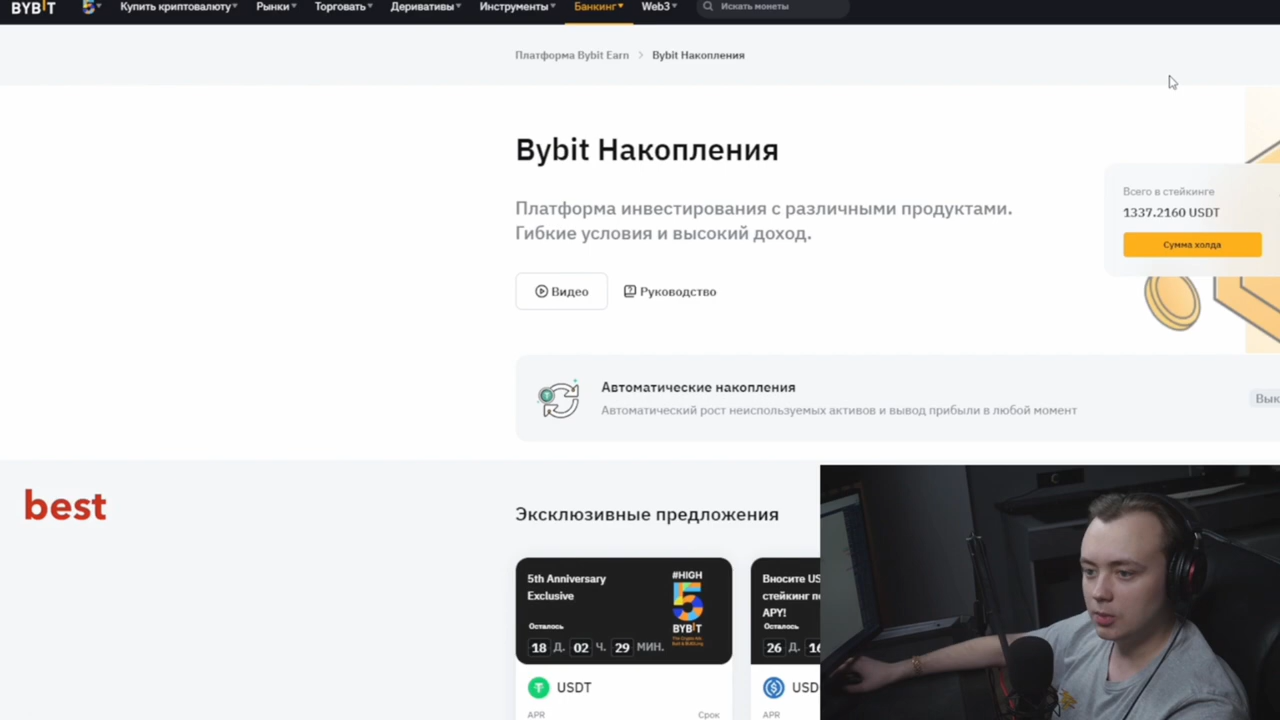 BYBIT
Купить криптовалюту
Рынки
Торговать
Деривативы
Инструменты
Банкинг
Web3
Искать монеты
Платформа Bybit Earn > Bybit Накопления
Bybit Накопления
Платформа инвестирования с различными продуктами.
Гибкие условия и высокий доход.
Всего в стейкинге
1337.2160 USDT
Сумма холда
Видео
Руководство
Автоматические накопления
Автоматический рост неиспользуемых активов и вывод прибыли в любой момент
Вык
best
Эксклюзивные предложения
5th Anniversary
Exclusive
Осталось
18 Д. 02 Ч. 29 МИН.
#HIGH
5
BYBIT
USDT
APR
Срок
Вносите US
стейкинг п
APY!
Осталось
26 Д. 16
USD
APR